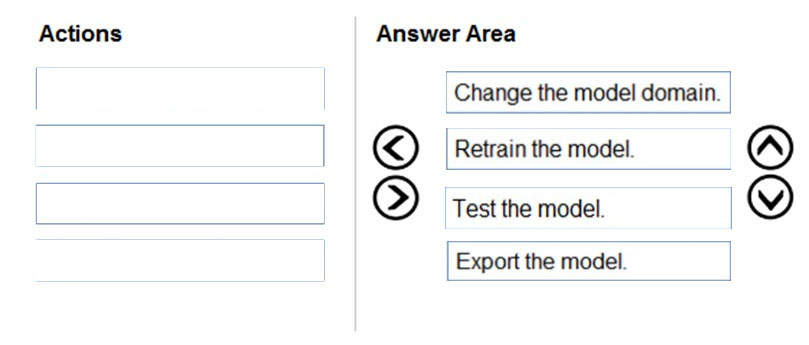 Actions
Answer Area
Change the model domain.
Retrain the model.
Test the model.
Export the model.